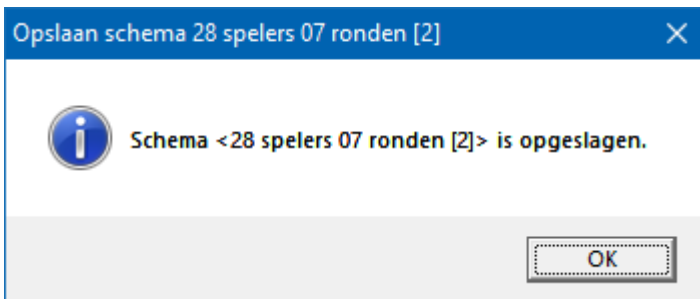 Opslaan schema 28 spelers 07 ronden [2]
Schema <28 spelers 07 ronden [2]> is opgeslagen.
OK